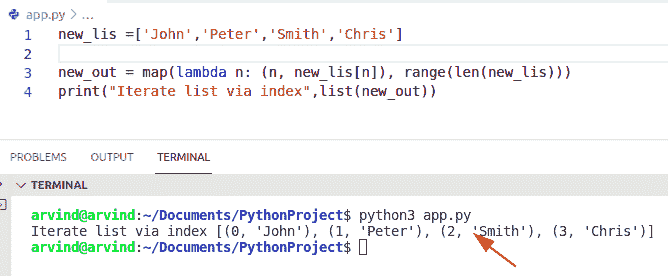 app.py > ...
1 new_lis =['John','Peter','Smith','Chris']
2
3 new_out = map(lambda n: (n, new_lis[n]), range(len(new_lis)))
4 print("Iterate list via index",list(new_out))
PROBLEMS OUTPUT TERMINAL
TERMINAL
arvind@arvind:~/Documents/PythonProject$ python3 app.py
Iterate list via index [(0, 'John'), (1, 'Peter'), (2, 'Smith'), (3, 'Chris')]
arvind@arvind:~/Documents/PythonProject$